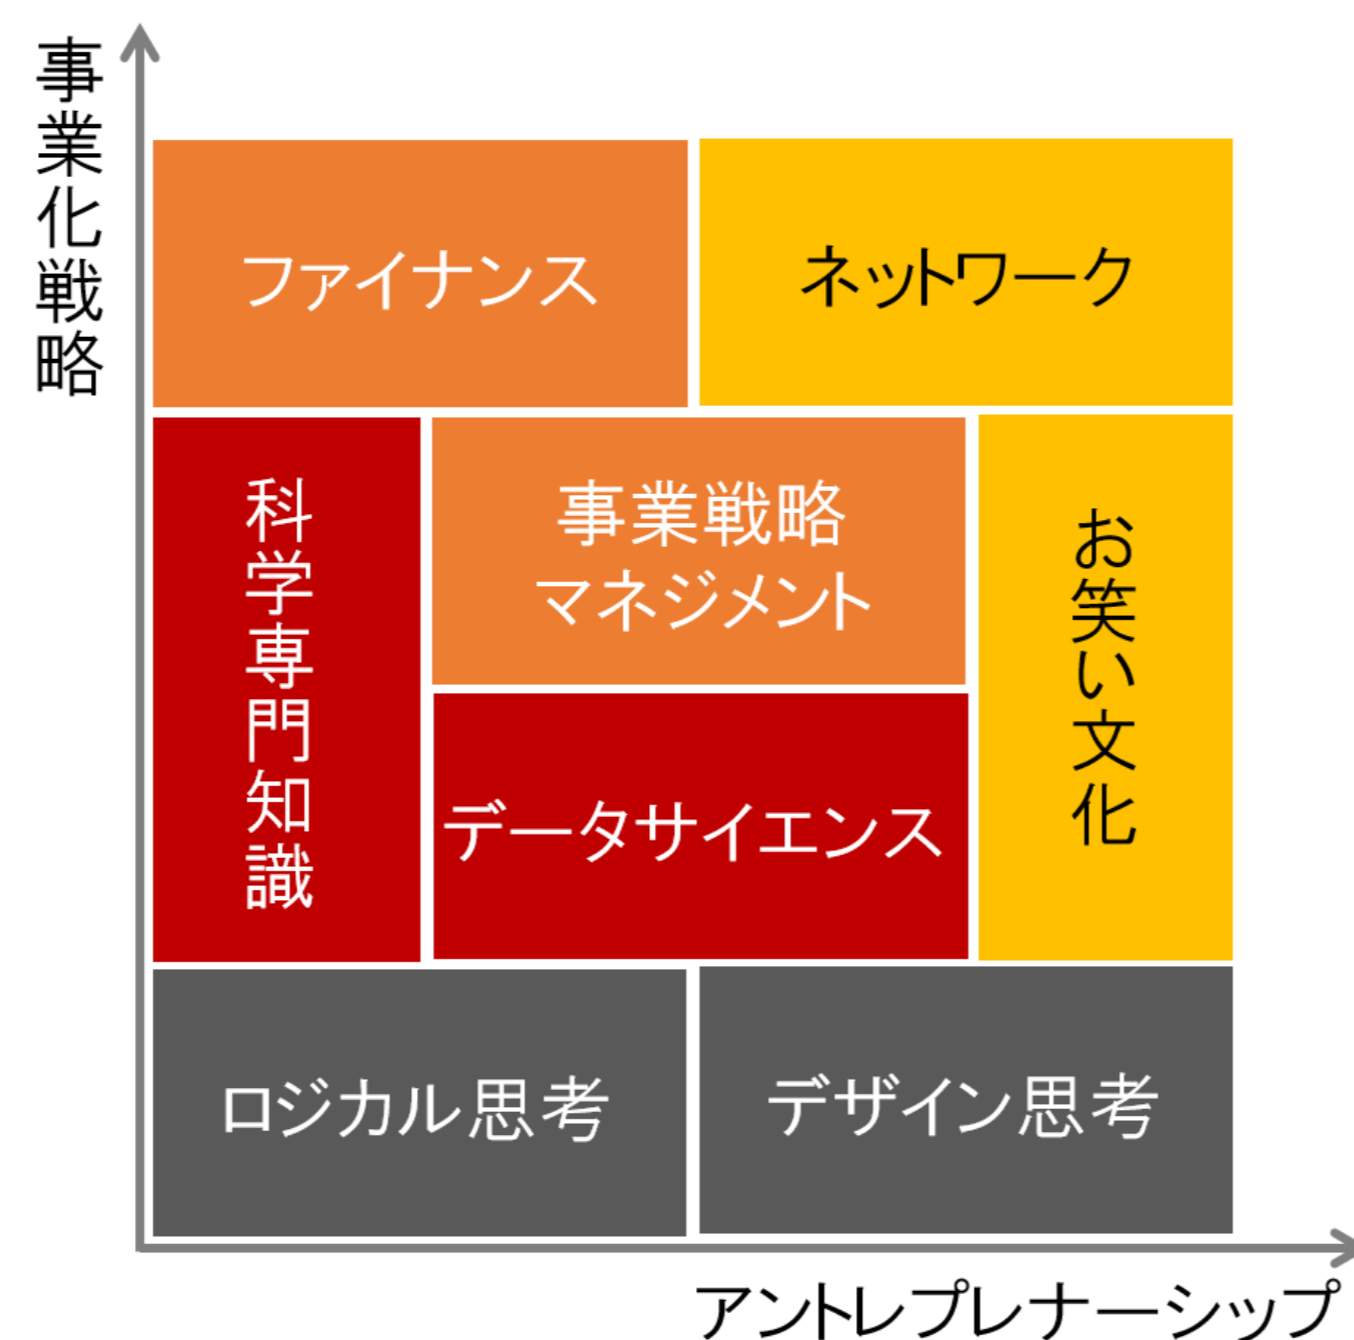 事業化戦略
ファイナンス
ネットワーク
科学専門知識
事業戦略
マネジメント
お笑い文化
データサイエンス
ロジカル思考
デザイン思考
アントレプレナーシップ